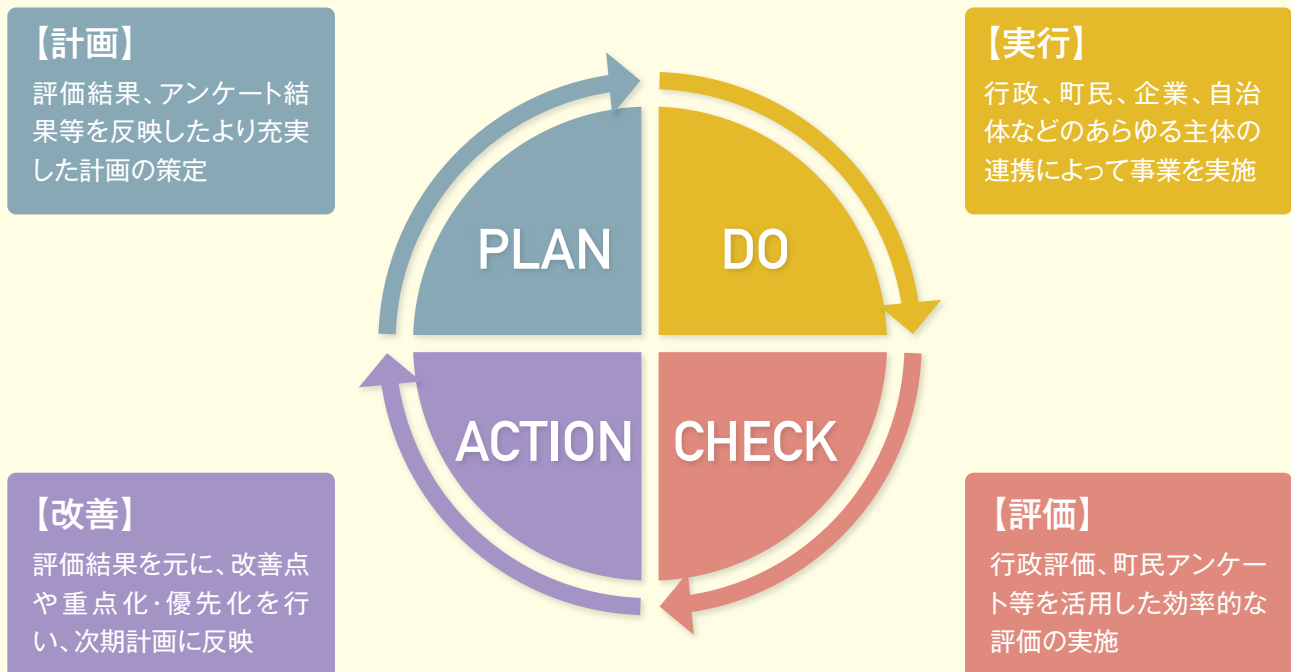 【計画】
評価結果、アンケート結
果等を反映したより充実
した計画の策定
【実行】
行政、町民、企業、自治
体などのあらゆる主体の
連携によって事業を実施
PLAN
DO
ACTION
CHECK
【改善】
評価結果を元に、改善点
や重点化・優先化を行
い、次期計画に反映
【評価】
行政評価、町民アンケー
ト等を活用した効率的な
評価の実施